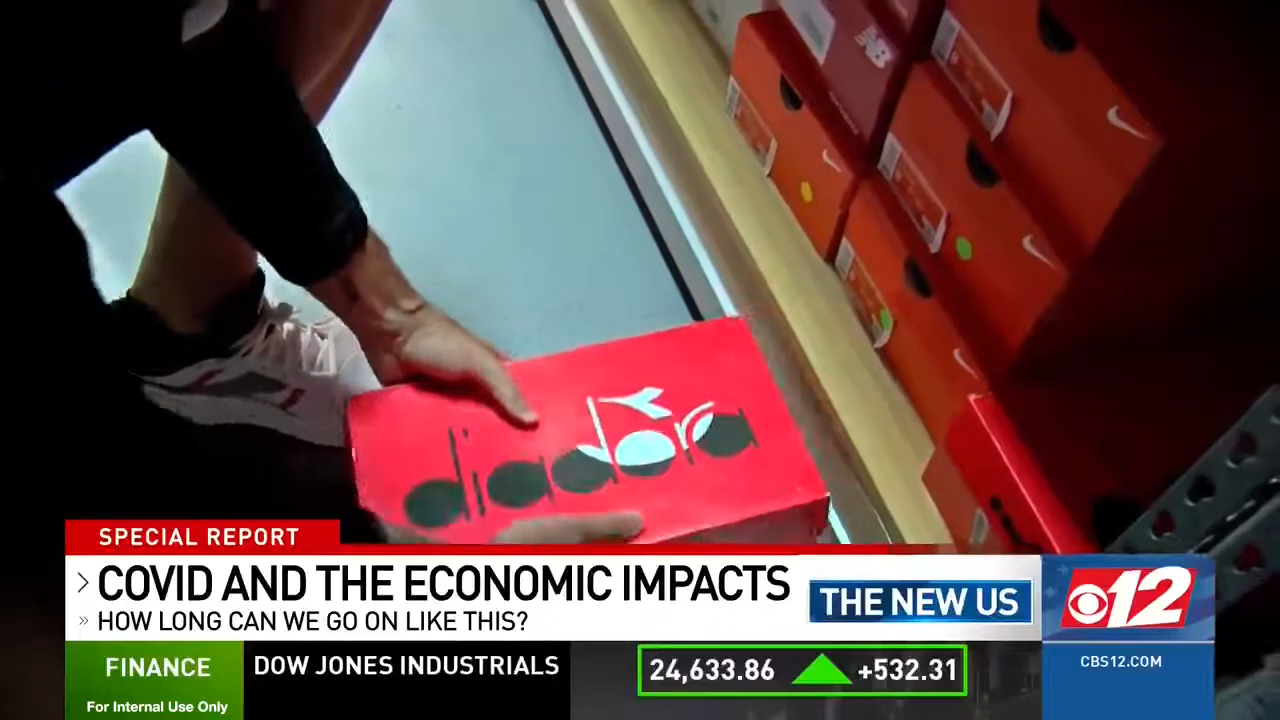 diadora
SPECIAL REPORT
COVID AND THE ECONOMIC IMPACTS
HOW LONG CAN WE GO ON LIKE THIS?
THE NEW US
12
CBS12.COM
FINANCE
DOW JONES INDUSTRIALS
24,633.86
+532.31
For Internal Use Only